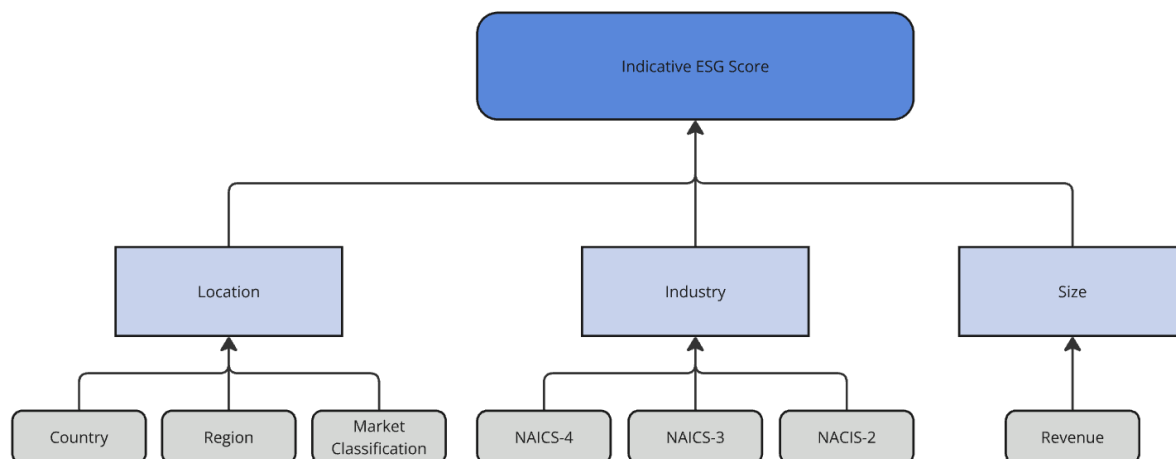 Indicative ESG Score
Location
Industry
Size
Country
Region
Market
Classification
NAICS-4
NAICS-3
NACIS-2
Revenue